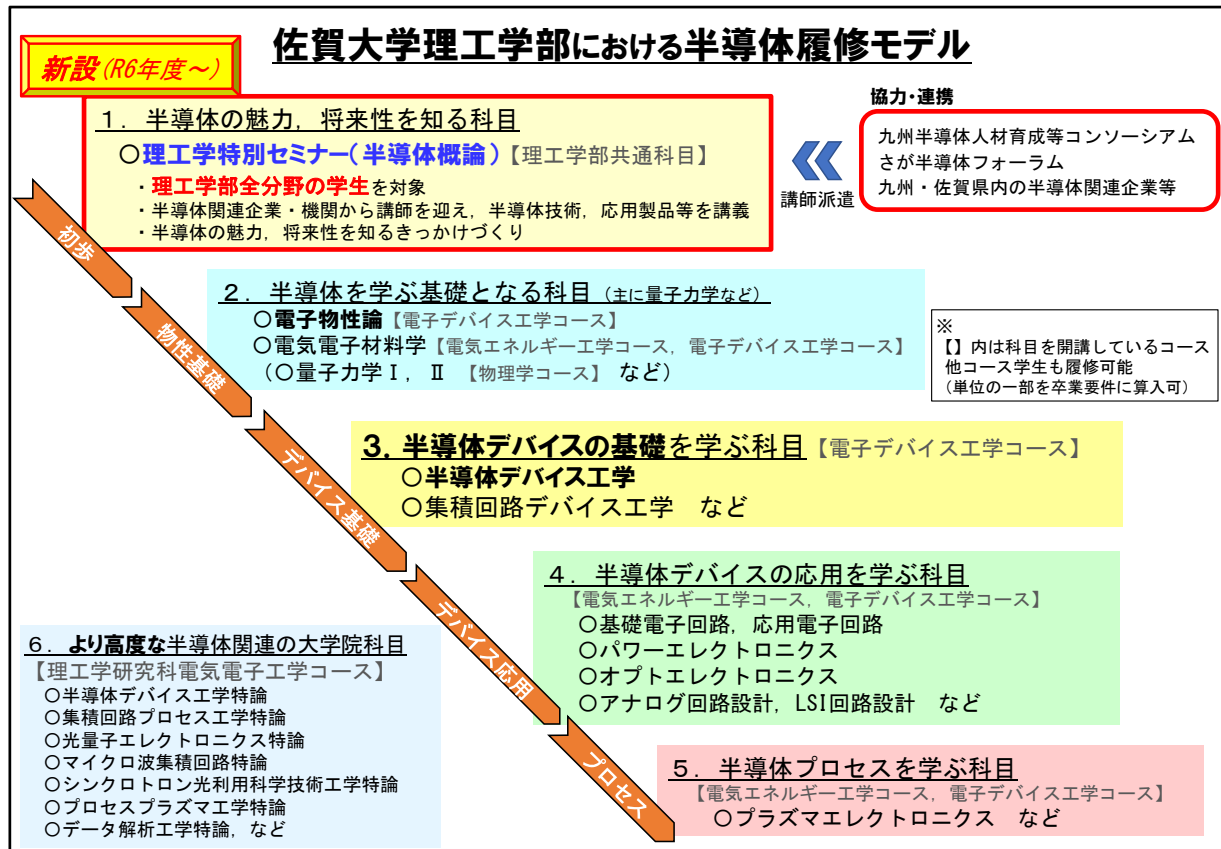 佐賀大学理工学部における半導体履修モデル
新設(R6年度～)
1．半導体の魅力，将来性を知る科目
○理工学特別セミナー(半導体概論)【理工学部共通科目】
・理工学部全分野の学生を対象
・半導体関連企業・機関から講師を迎え，半導体技術，応用製品等を講義
・半導体の魅力，将来性を知るきっかけづくり
講師派遣
協力・連携
九州半導体人材育成等コンソーシアム
さが半導体フォーラム
九州・佐賀県内の半導体関連企業等
初歩
物性基礎
デバイス基礎
デバイス応用
プロセス
2．半導体を学ぶ基礎となる科目（主に量子力学など）
○電子物性論【電子デバイス工学コース】
○電気電子材料学【電気エネルギー工学コース，電子デバイス工学コース】
（○量子力学Ⅰ，Ⅱ　【物理学コース】　など）
※
【】内は科目を開講しているコース
他コース学生も履修可能
（単位の一部を卒業要件に算入可）
3．半導体デバイスの基礎を学ぶ科目【電子デバイス工学コース】
○半導体デバイス工学
○集積回路デバイス工学　など
4．半導体デバイスの応用を学ぶ科目
【電気エネルギー工学コース，電子デバイス工学コース】
○基礎電子回路，応用電子回路
○パワーエレクトロニクス
○オプトエレクトロニクス
○アナログ回路設計，LSI回路設計　など
5．半導体プロセスを学ぶ科目
【電気エネルギー工学コース，電子デバイス工学コース】
○プラズマエレクトロニクス　など
6．より高度な半導体関連の大学院科目
【理工学研究科電気電子工学コース】
○半導体デバイス工学特論
○集積回路プロセス工学特論
○光量子エレクトロニクス特論
○マイクロ波集積回路特論
○シンクロトロン光利用科学技術工学特論
○プロセスプラズマ工学特論
○データ解析工学特論，など